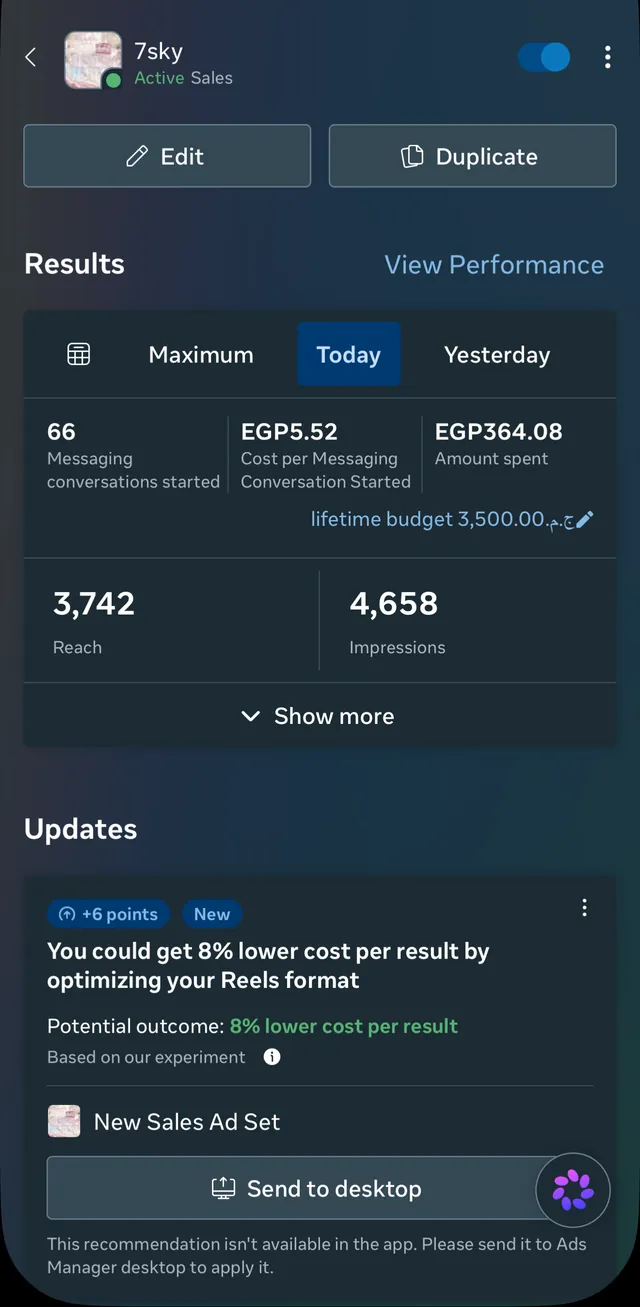 7sky
Active Sales
Edit
Duplicate
Results
View Performance
Maximum
Today
Yesterday
66
Messaging
conversations started
EGP5.52
Cost per Messaging
Conversation Started
EGP364.08
Amount spent
lifetime budget 3,500.00.ج.م
3,742
Reach
4,658
Impressions
Show more
Updates
+6 points
New
You could get 8% lower cost per result by
optimizing your Reels format
Potential outcome: 8% lower cost per result
Based on our experiment
New Sales Ad Set
Send to desktop
This recommendation isn't available in the app. Please send it to Ads
Manager desktop to apply it.